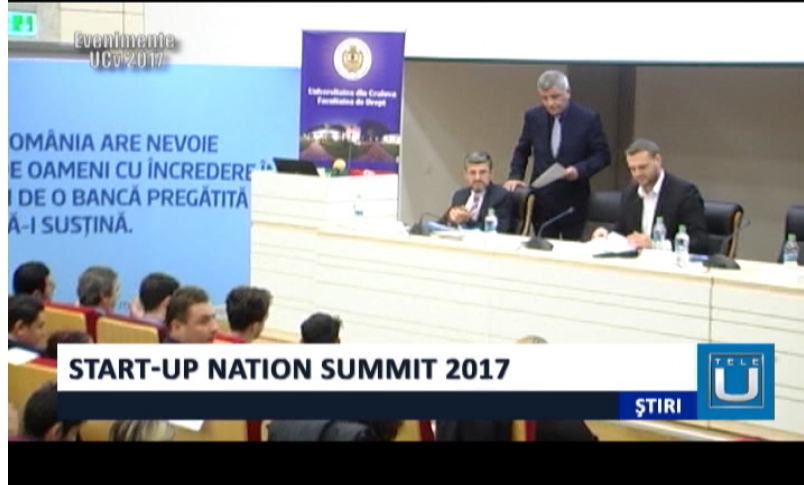 Evenimente
UCv 2017
Universitatea din Craiova
Facultatea de Drept
OMÂNIA ARE NEVOIE
E OAMENI CU ÎNCREDERE Î
I DE O BANCĂ PREGĂTITĂ
Ă-I SUSȚINĂ.
START-UP NATION SUMMIT 2017
ŞTIRI
TELE
U